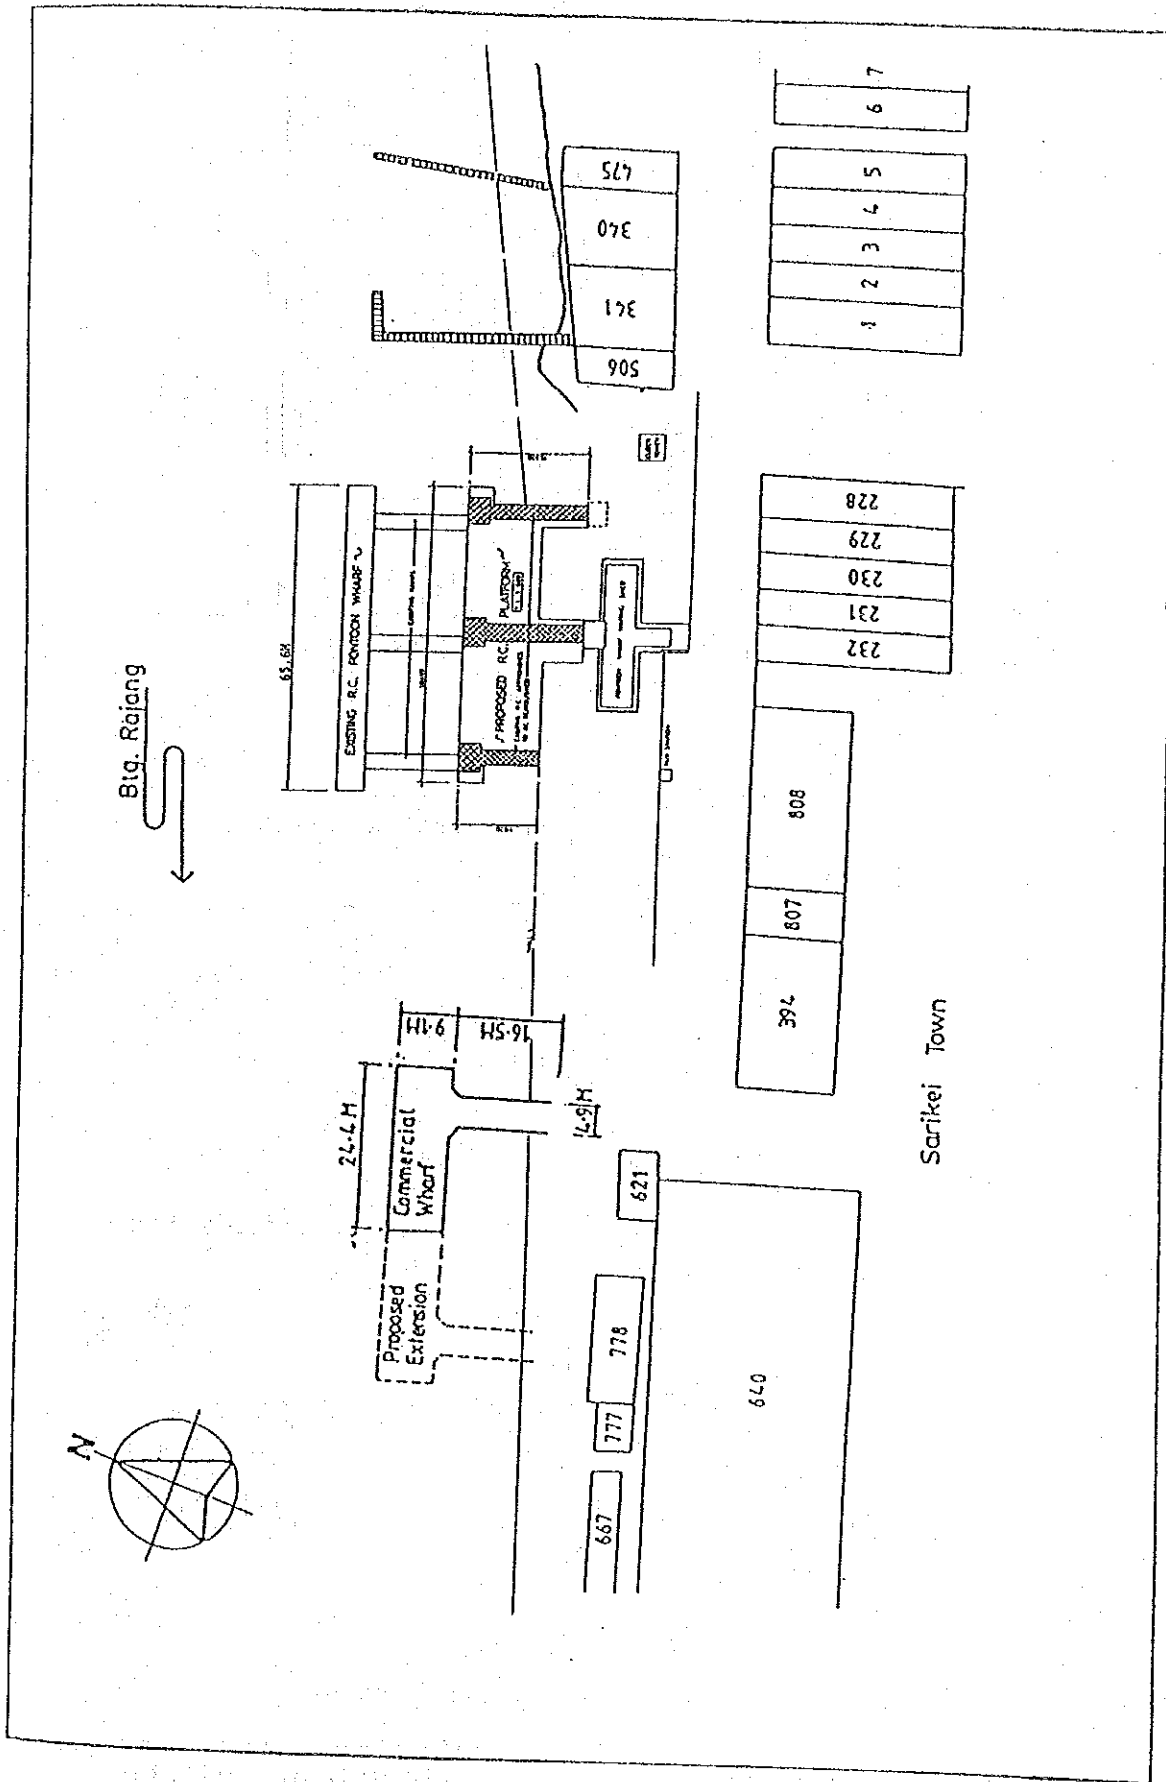 N
Btg. Rajang
65.6M
EXISTING R.C. PONTOON WHARF
PROPOSED R.C. PLATFORM
24.4 M
9.1M
16.5M
4.9M
Commercial
Wharf
Proposed
Extension
475
340
341
506
7
6
5
4
3
2
1
228
229
230
231
232
808
807
394
621
778
777
667
640
Sarikei Town